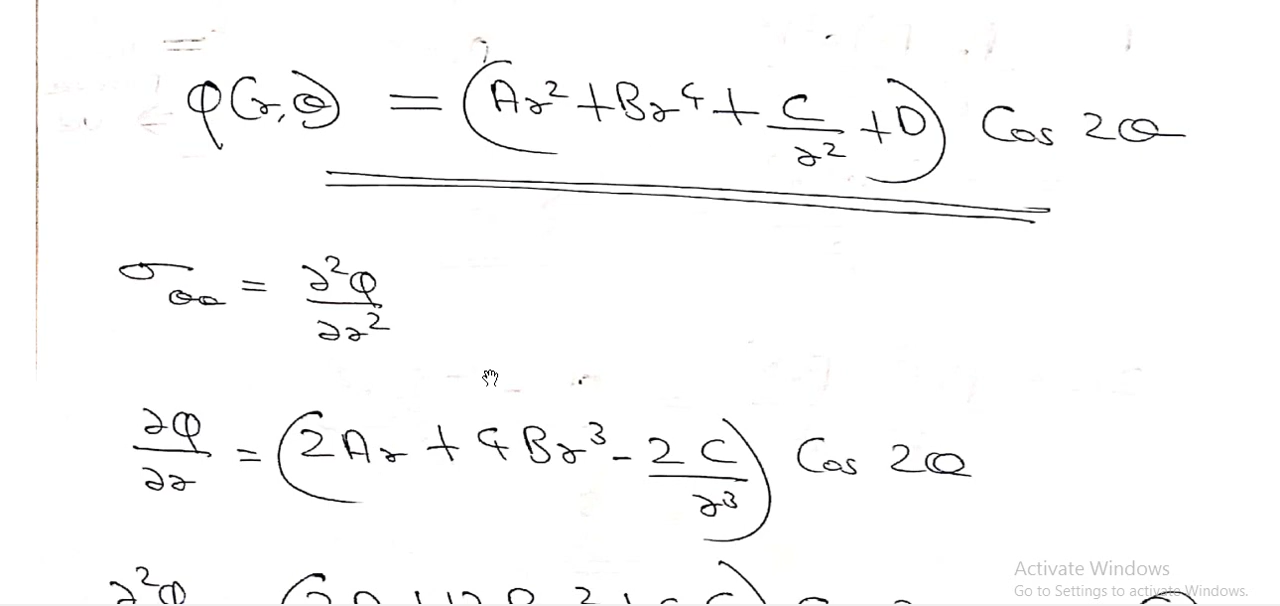 φ(r,θ) = (Ar² + Br⁴ + C/r² + D) Cos 2θ
σθθ = ∂²φ/∂r²
∂φ/∂r = (2Ar + 4Br³ - 2C/r³) Cos 2θ
∂²φ
Activate Windows
Go to Settings to activate Windows.